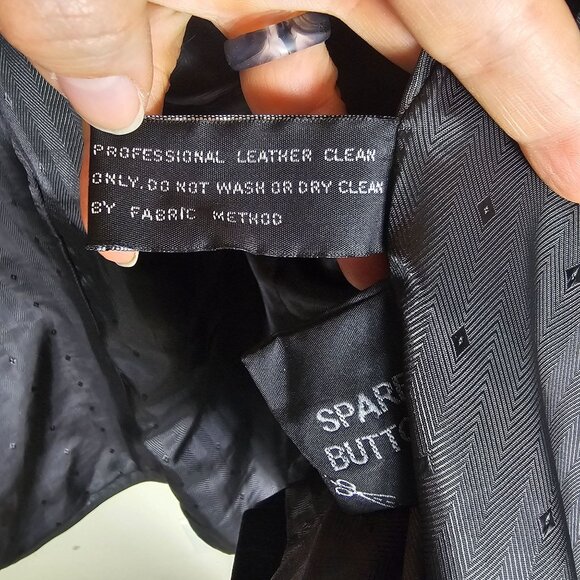 PROFESSIONAL LEATHER CLEAN
ONLY. DO NOT WASH OR DRY CLEAN
BY FABRIC METHOD
SPARE